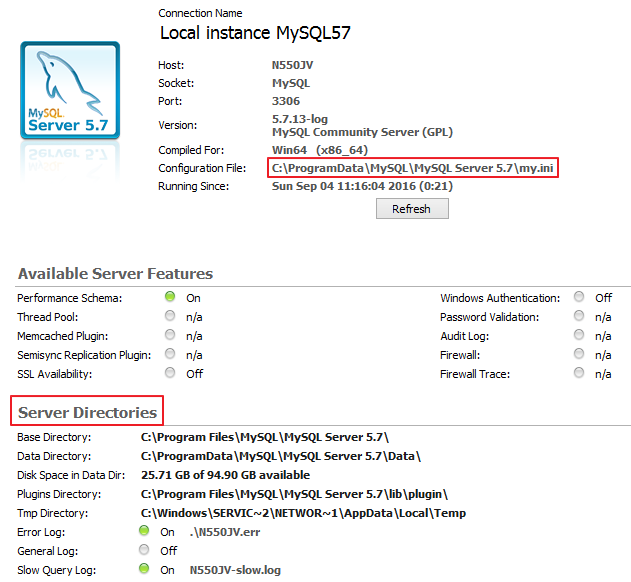 Connection Name
Local instance MySQL57
MySQL
Server 5.7
Host: N550JV
Socket: MySQL
Port: 3306
Version: 5.7.13-log
MySQL Community Server (GPL)
Compiled For: Win64 (x86_64)
Configuration File: C:\ProgramData\MySQL\MySQL Server 5.7\my.ini
Running Since: Sun Sep 04 11:16:04 2016 (0:21)
Refresh
Available Server Features
Performance Schema: On Windows Authentication: Off
Thread Pool: n/a Password Validation: n/a
Memcached Plugin: n/a Audit Log: n/a
Semisync Replication Plugin: n/a Firewall: n/a
SSL Availability: Off Firewall Trace: n/a
Server Directories
Base Directory: C:\Program Files\MySQL\MySQL Server 5.7\
Data Directory: C:\ProgramData\MySQL\MySQL Server 5.7\Data\
Disk Space in Data Dir: 25.71 GB of 94.90 GB available
Plugins Directory: C:\Program Files\MySQL\MySQL Server 5.7\lib\plugin\
Tmp Directory: C:\Windows\SERVIC~2\NETWOR~1\AppData\Local\Temp
Error Log: On .\N550JV.err
General Log: Off
Slow Query Log: On N550JV-slow.log